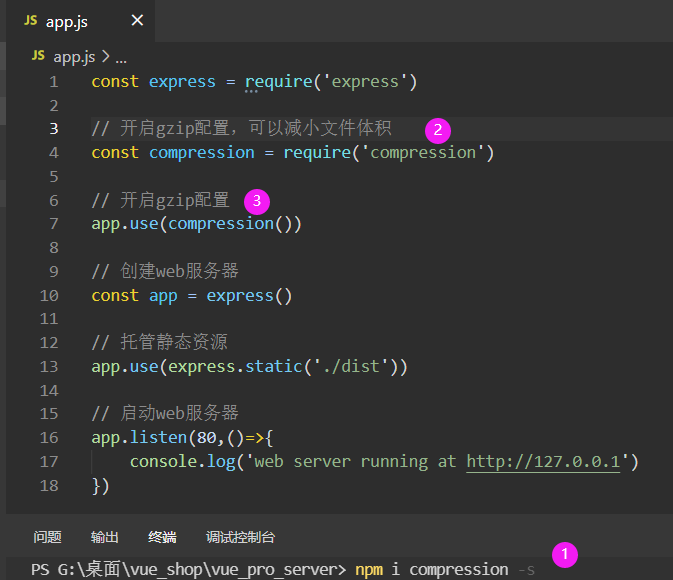 JS app.js ×
JS app.js > ...
1 const express = require('express')
2
3 // 开启gzip配置，可以减小文件体积 2
4 const compression = require('compression')
5
6 // 开启gzip配置 3
7 app.use(compression())
8
9 // 创建web服务器
10 const app = express()
11
12 // 托管静态资源
13 app.use(express.static('./dist'))
14
15 // 启动web服务器
16 app.listen(80,()=>{
17 console.log('web server running at http://127.0.0.1')
18 })
问题 输出 终端 调试控制台
PS G:\桌面\vue_shop\vue_pro_server> npm i compression -s 1